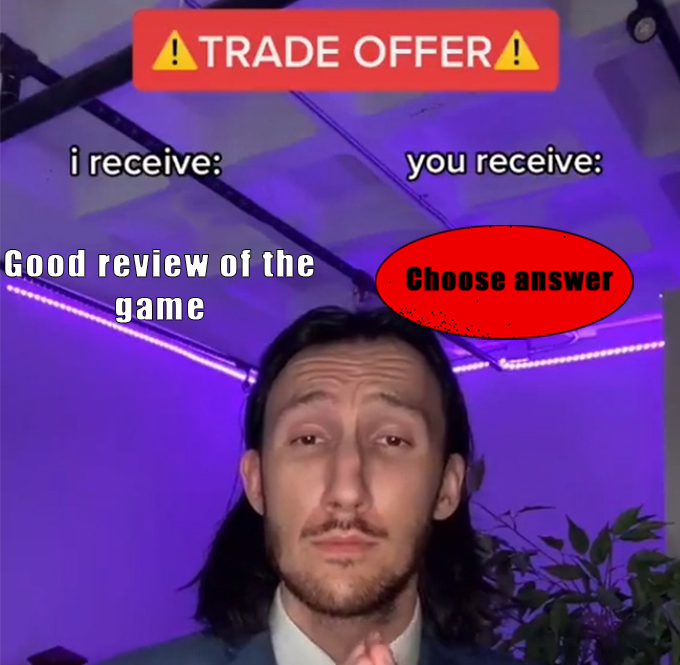 ⚠TRADE OFFER⚠
i receive:
you receive:
Good review of the
game
Choose answer